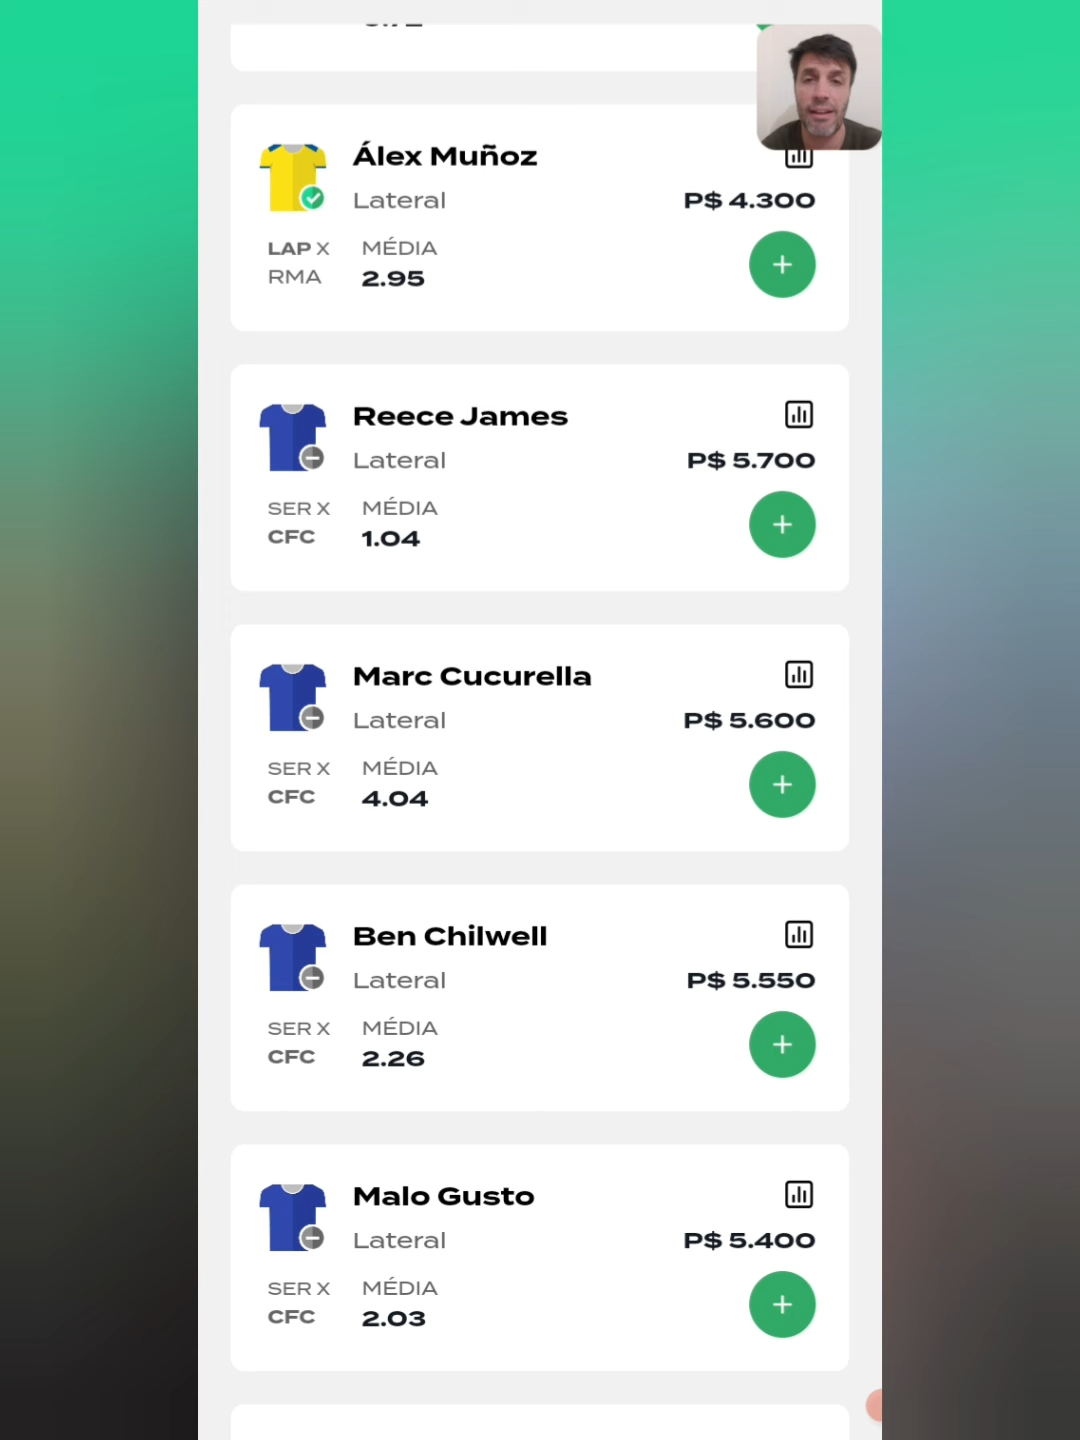 Álex Muñoz
Lateral
P$ 4.300
LAP X
RMA
MÉDIA
2.95
Reece James
Lateral
P$ 5.700
SER X
CFC
MÉDIA
1.04
Marc Cucurella
Lateral
P$ 5.600
SER X
CFC
MÉDIA
4.04
Ben Chilwell
Lateral
P$ 5.550
SER X
CFC
MÉDIA
2.26
Malo Gusto
Lateral
P$ 5.400
SER X
CFC
MÉDIA
2.03